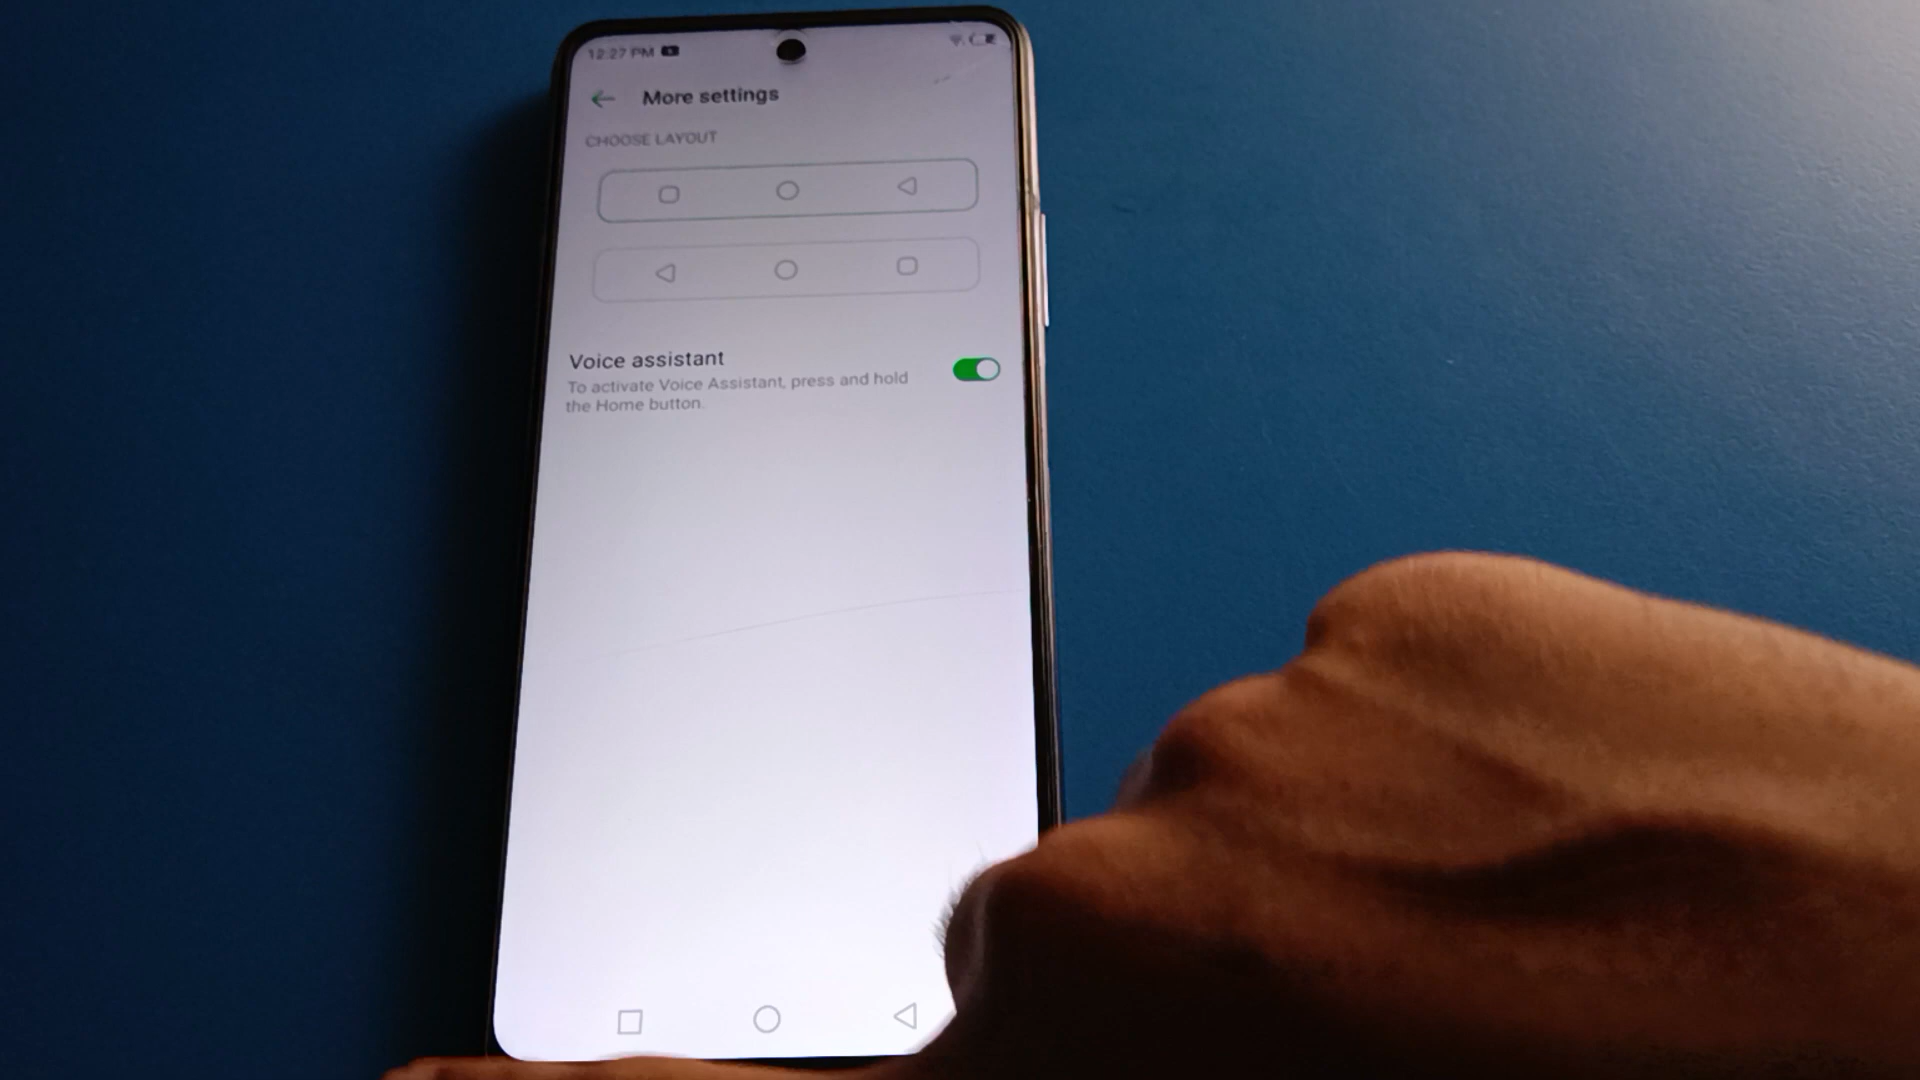 12:27 PM
More settings
CHOOSE LAYOUT
Voice assistant
To activate Voice Assistant, press and hold
the Home button.